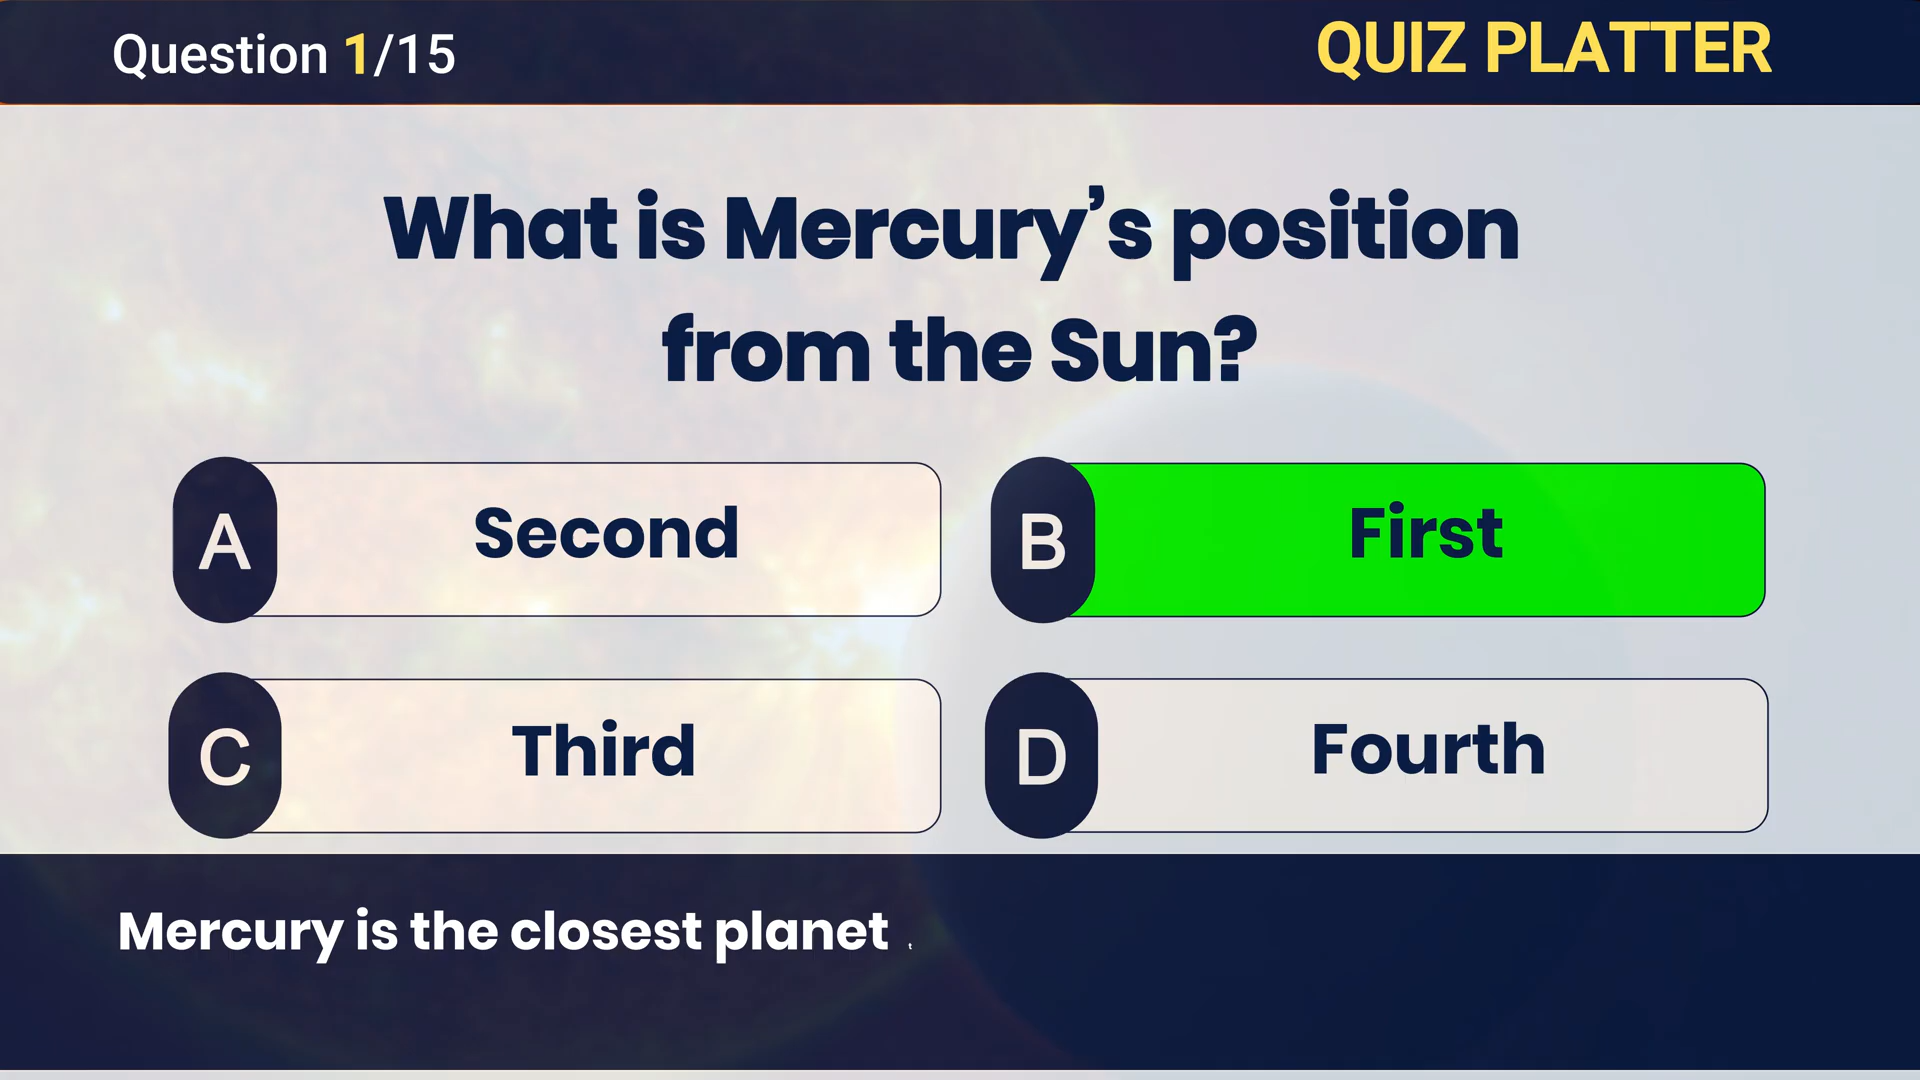 Question 1/15
QUIZ PLATTER
What is Mercury’s position
from the Sun?
A Second
B First
C Third
D Fourth
Mercury is the closest planet t